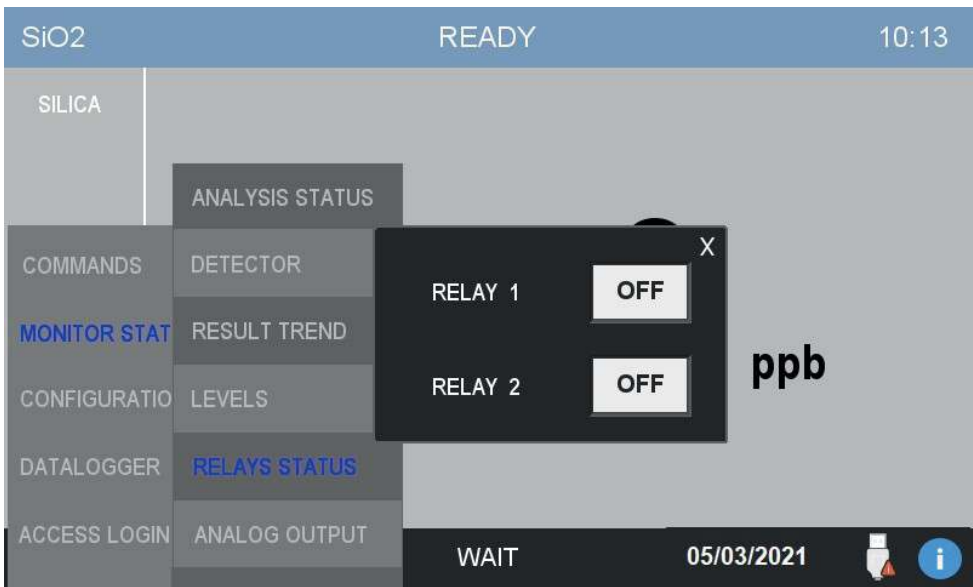 SiO2 READY 10:13
SILICA
ANALYSIS STATUS
COMMANDS
DETECTOR
MONITOR STAT
RESULT TREND
CONFIGURATIO
LEVELS
DATALOGGER
RELAYS STATUS
ACCESS LOGIN
ANALOG OUTPUT
X
RELAY 1 OFF
RELAY 2 OFF
ppb
WAIT 05/03/2021
i